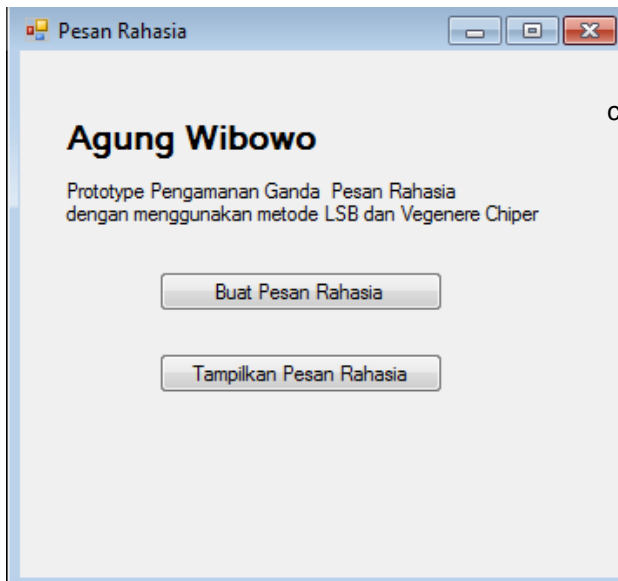 Pesan Rahasia
Agung Wibowo
Prototype Pengamanan Ganda Pesan Rahasia
dengan menggunakan metode LSB dan Vegenere Chiper
Buat Pesan Rahasia
Tampilkan Pesan Rahasia